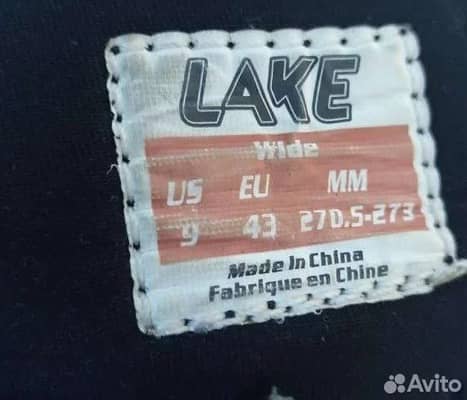 LAKE
Wide
US EU MM
9 43 270.5-273
Made In China
Fabrique en Chine
Avito